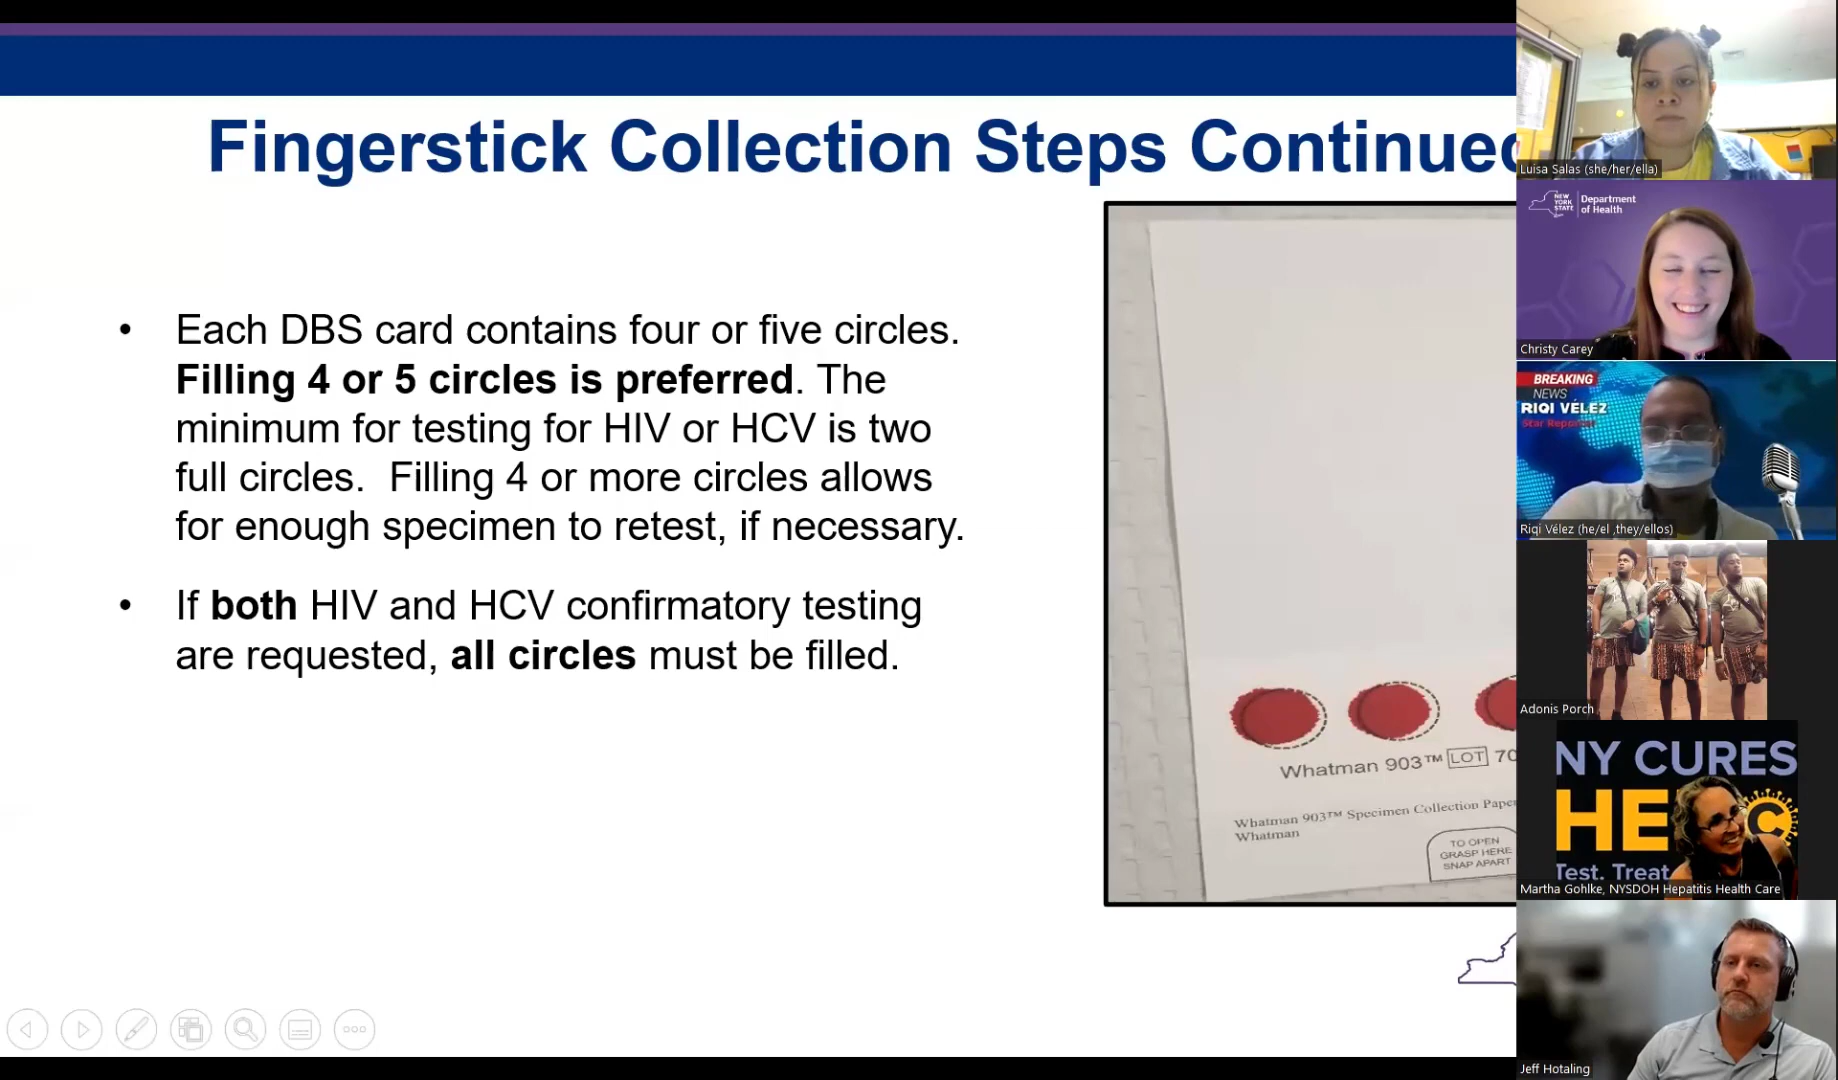 Fingerstick Collection Steps Continued
• Each DBS card contains four or five circles.
Filling 4 or 5 circles is preferred. The
minimum for testing for HIV or HCV is two
full circles.  Filling 4 or more circles allows
for enough specimen to retest, if necessary.
• If both HIV and HCV confirmatory testing
are requested, all circles must be filled.
Whatman 903™ LOT 70
Whatman 903™ Specimen Collection Paper
Whatman
TO OPEN
GRASP HERE
SNAP APART
Luisa Salas (she/her/ella)
NEW
YORK
STATE
Department
of Health
Christy Carey
BREAKING
NEWS
RIQI VÉLEZ
Star Reporter
Riqi Vélez (he/el ,they/ellos)
Adonis Porch
NY CURES
HE C
Test. Treat
Martha Gohlke, NYSDOH Hepatitis Health Care
Jeff Hotaling